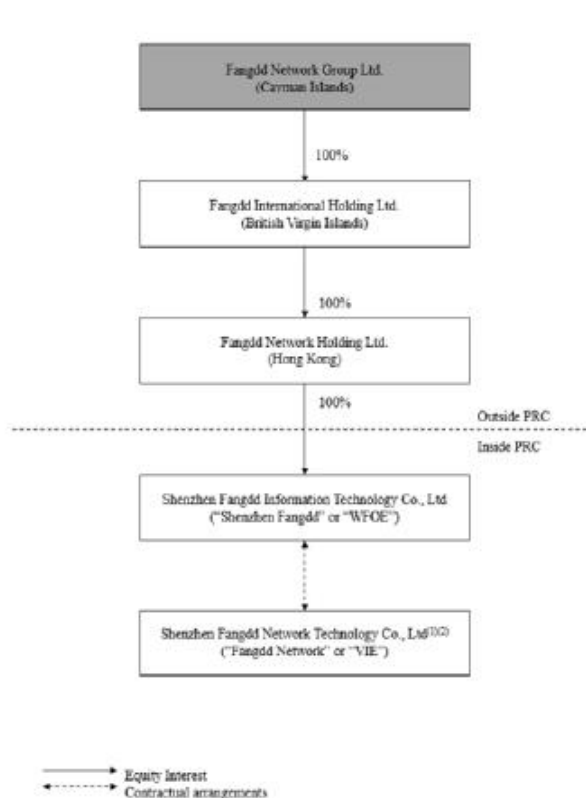 Fangdd Network Group Ltd.
(Cayman Islands)
100%
Fangdd International Holding Ltd.
(British Virgin Islands)
100%
Fangdd Network Holding Ltd.
(Hong Kong)
100%
Outside PRC
Inside PRC
Shenzhen Fangdd Information Technology Co., Ltd
(“Shenzhen Fangdd” or “WFOE”)
Shenzhen Fangdd Network Technology Co., Ltd(1)(2)
(“Fangdd Network” or “VIE”)
Equity Interest
Contractual arrangements